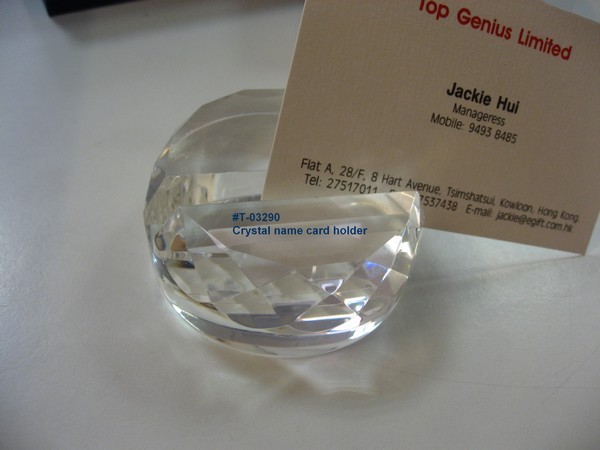 Top Genius Limited
Jackie Hui
Manageress
Mobile: 9493 8485
Flat A, 28/F, 8 Hart Avenue, Tsimshatsui, Kowloon, Hong Kong.
Tel: 27517011 7537438 E-mail: jackie@egift.com.hk
#T-03290
Crystal name card holder